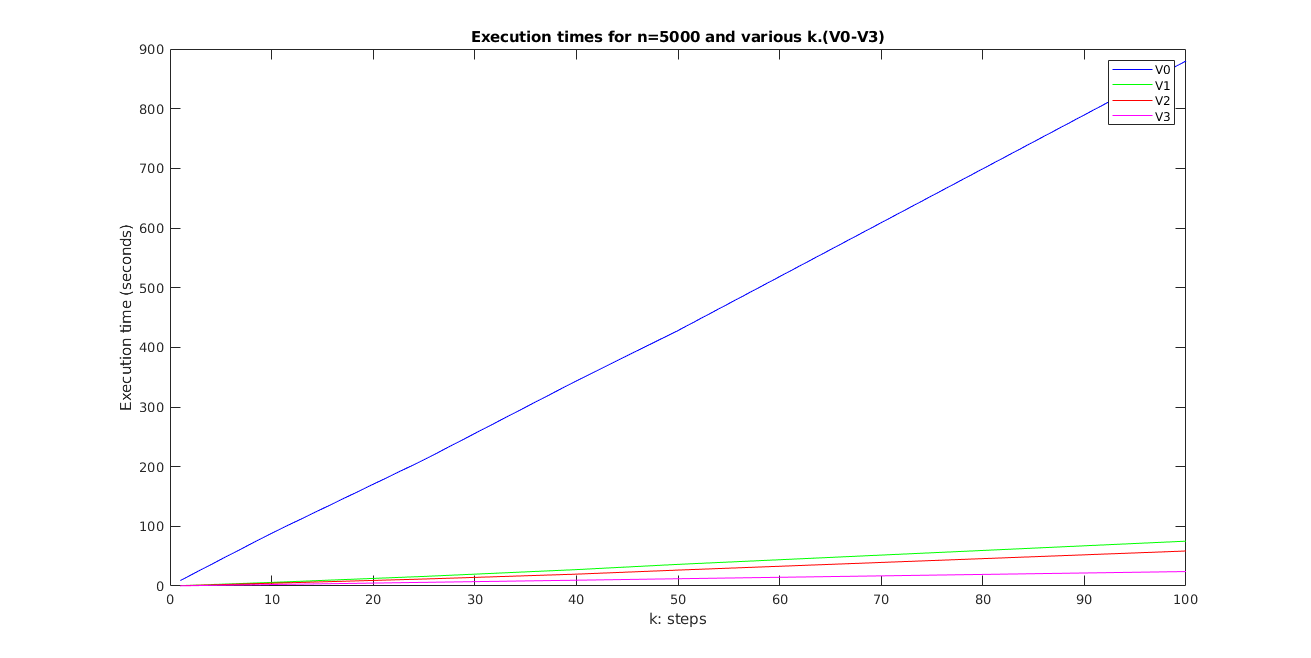 Execution times for n=5000 and various k.(V0-V3)
900
800
700
600
500
400
300
200
100
0
Execution time (seconds)
V0
V1
V2
V3
0 10 20 30 40 50 60 70 80 90 100
k: steps